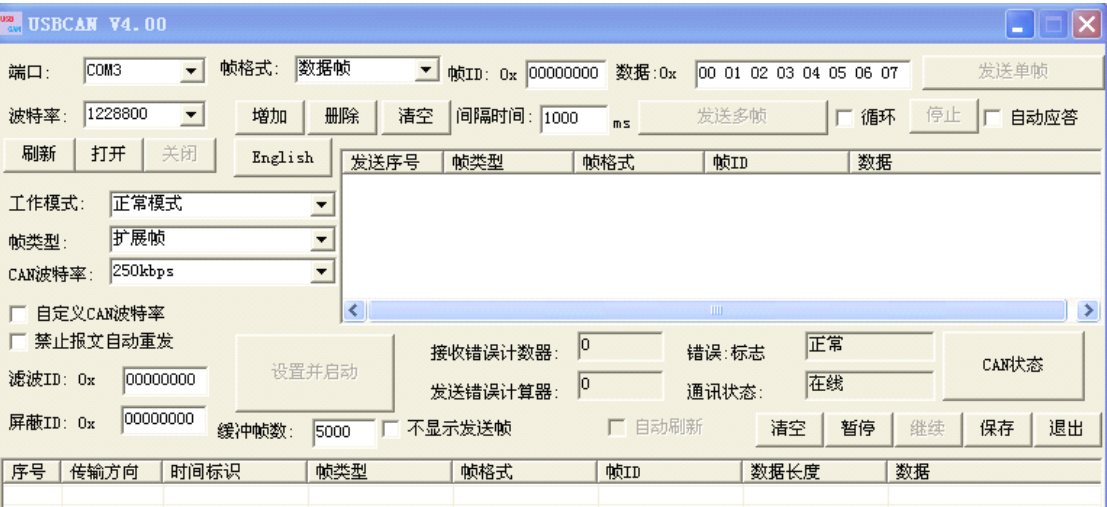 USB CAN USBCAN V4.00
端口: COM3 帧格式: 数据帧 帧ID: 0x 00000000 数据:0x 00 01 02 03 04 05 06 07 发送单帧
波特率: 1228800 增加 删除 清空 间隔时间: 1000 ms 发送多帧 循环 停止 自动应答
刷新 打开 关闭 English
发送序号 帧类型 帧格式 帧ID 数据
工作模式: 正常模式
帧类型: 扩展帧
CAN波特率: 250kbps
自定义CAN波特率
禁止报文自动重发
滤波ID: 0x 00000000 设置并启动
接收错误计数器: 0 错误:标志 正常 CAN状态
发送错误计算器: 0 通讯状态: 在线
屏蔽ID: 0x 00000000 缓冲帧数: 5000 不显示发送帧 自动刷新 清空 暂停 继续 保存 退出
序号 传输方向 时间标识 帧类型 帧格式 帧ID 数据长度 数据